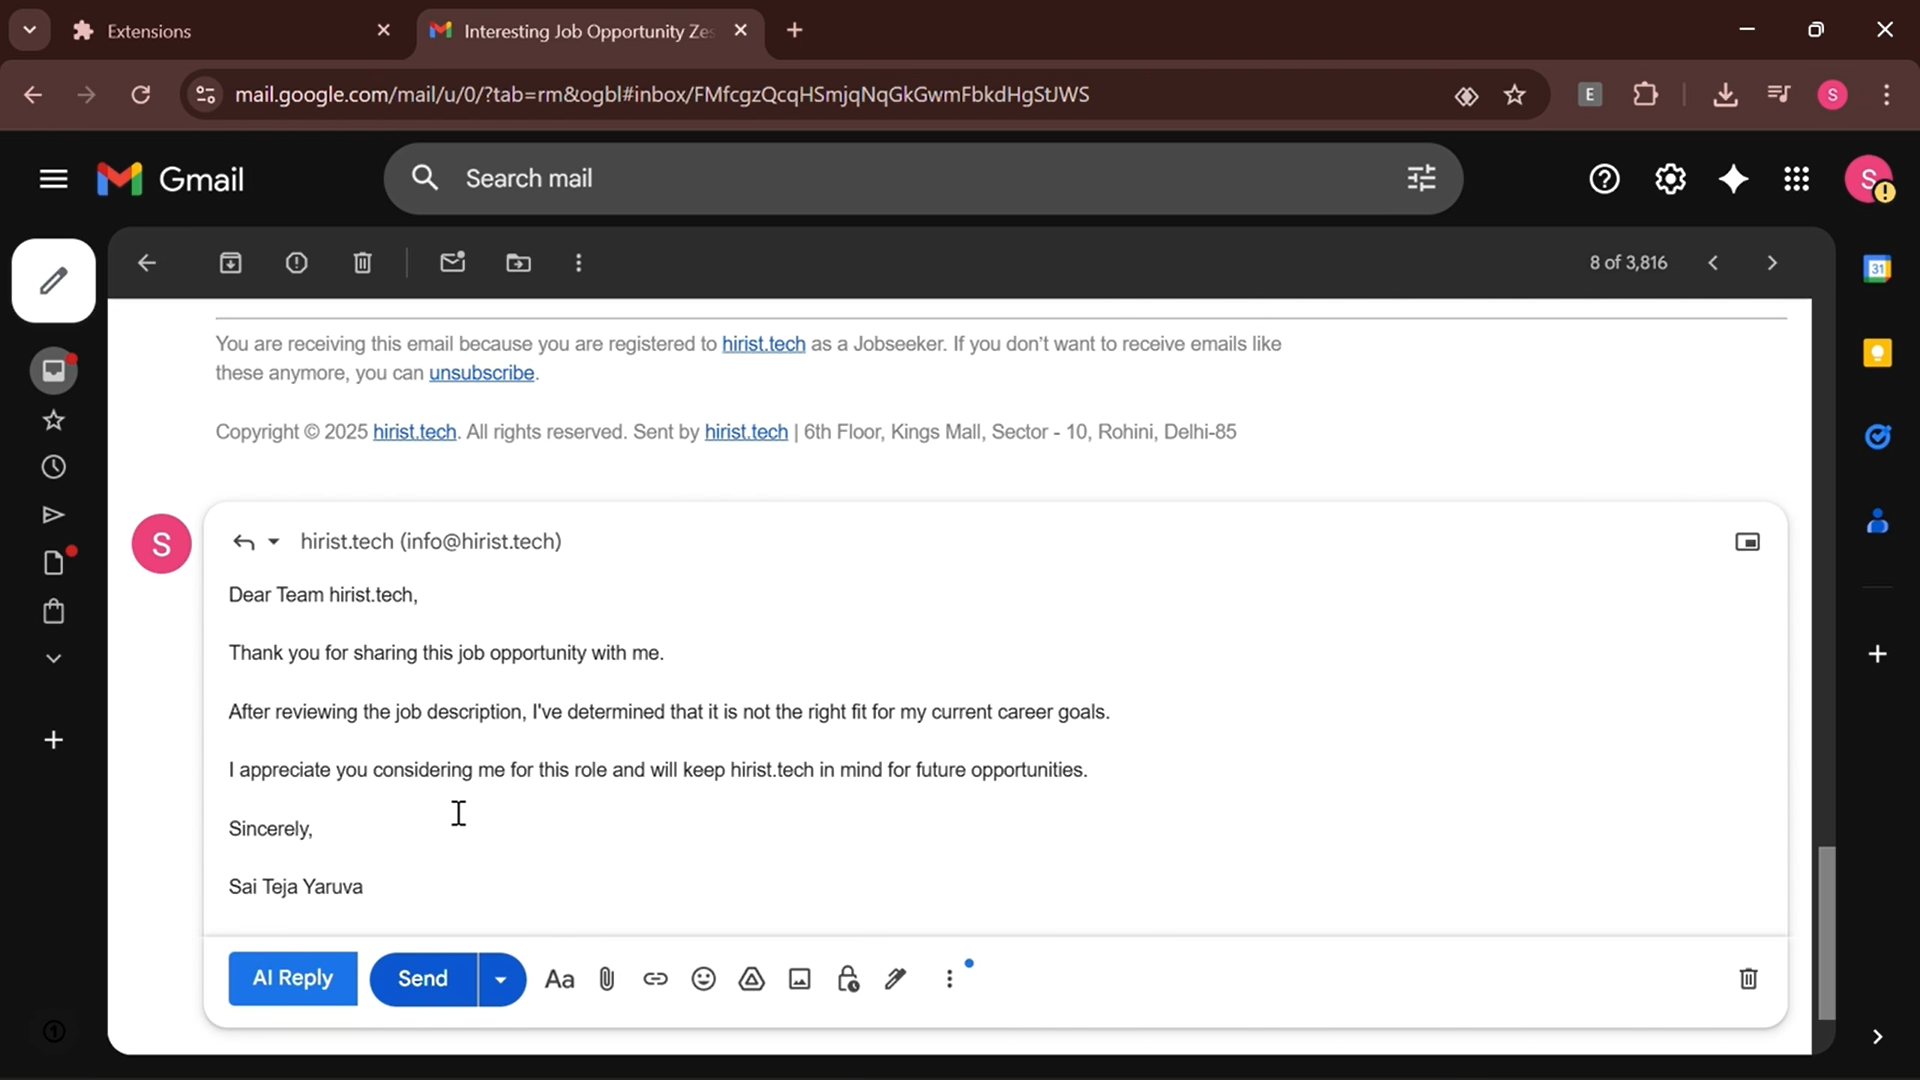 Extensions
Interesting Job Opportunity Zes
mail.google.com/mail/u/0/?tab=rm&ogbl#inbox/FMfcgzQcqHSmjqNqGkGwmFbkdHgStJWS
E
S
Gmail
Search mail
S
8 of 3,816
31
You are receiving this email because you are registered to hirist.tech as a Jobseeker. If you don't want to receive emails like
these anymore, you can unsubscribe.
Copyright © 2025 hirist.tech. All rights reserved. Sent by hirist.tech | 6th Floor, Kings Mall, Sector - 10, Rohini, Delhi-85
S
hirist.tech (info@hirist.tech)
Dear Team hirist.tech,
Thank you for sharing this job opportunity with me.
After reviewing the job description, I've determined that it is not the right fit for my current career goals.
I appreciate you considering me for this role and will keep hirist.tech in mind for future opportunities.
Sincerely,
Sai Teja Yaruva
AI Reply
Send
Aa
1